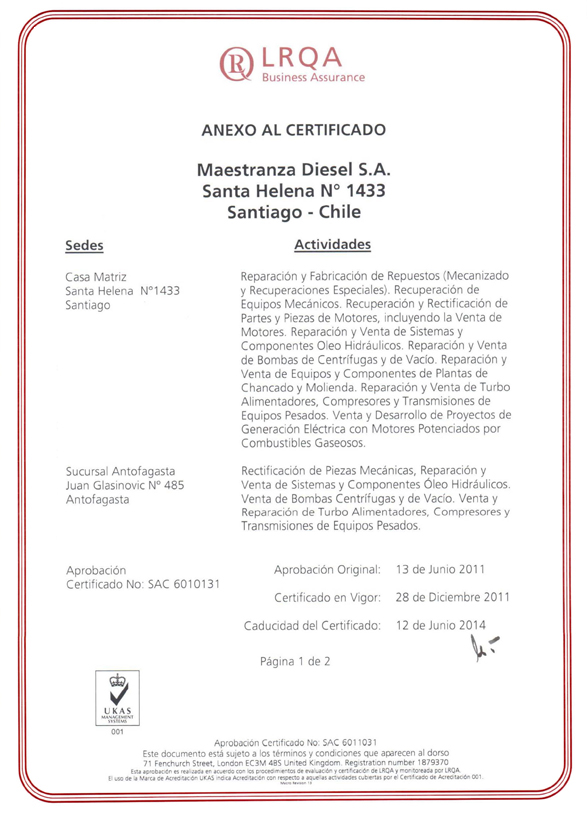 LRQA
Business Assurance
ANEXO AL CERTIFICADO
Maestranza Diesel S.A.
Santa Helena N° 1433
Santiago - Chile
Sedes
Actividades
Casa Matriz
Santa Helena N°1433
Santiago
Reparación y Fabricación de Repuestos (Mecanizado
y Recuperaciones Especiales). Recuperación de
Equipos Mecánicos. Recuperación y Rectificación de
Partes y Piezas de Motores, incluyendo la Venta de
Motores. Reparación y Venta de Sistemas y
Componentes Oleo Hidráulicos. Reparación y Venta
de Bombas de Centrífugas y de Vacío. Reparación y
Venta de Equipos y Componentes de Plantas de
Chancado y Molienda. Reparación y Venta de Turbo
Alimentadores, Compresores y Transmisiones de
Equipos Pesados. Venta y Desarrollo de Proyectos de
Generación Eléctrica con Motores Potenciados por
Combustibles Gaseosos.
Sucursal Antofagasta
Juan Glasinovic N° 485
Antofagasta
Rectificación de Piezas Mecánicas, Reparación y
Venta de Sistemas y Componentes Óleo Hidráulicos.
Venta de Bombas Centrífugas y de Vacío. Venta y
Reparación de Turbo Alimentadores, Compresores y
Transmisiones de Equipos Pesados.
Aprobación
Certificado No: SAC 6010131
Aprobación Original: 13 de Junio 2011
Certificado en Vigor: 28 de Diciembre 2011
Caducidad del Certificado: 12 de Junio 2014
Página 1 de 2
UKAS
MANAGEMENT
SYSTEMS
001
Aprobación Certificado No: SAC 6011031
Este documento está sujeto a los términos y condiciones que aparecen al dorso
71 Fenchurch Street, London EC3M 4BS United Kingdom. Registration number 1879370
Esta aprobación es realizada en acuerdo con los procedimientos de evaluación y certificación de LRQA y monitoreada por LRQA
El uso de la Marca de Acreditación UKAS indica Acreditación con respecto a aquellas actividades cubiertas por el Certificado de Acreditación 001.